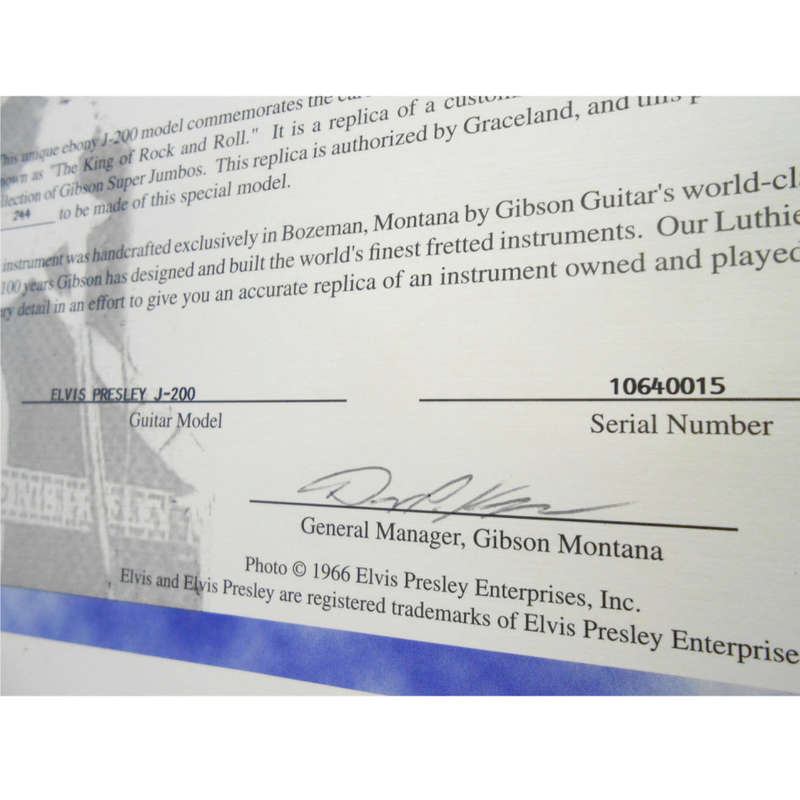 This unique ebony J-200 model commemorates the
known as "The King of Rock and Roll." It is a replica of a
llection of Gibson Super Jumbos. This replica is authorized by Graceland, and this p
244 to be made of this special model.
instrument was handcrafted exclusively in Bozeman, Montana by Gibson Guitar's world-cla
100 years Gibson has designed and built the world's finest fretted instruments. Our Luthie
ry detail in an effort to give you an accurate replica of an instrument owned and played
ELVIS PRESLEY J-200
Guitar Model
10640015
Serial Number
General Manager, Gibson Montana
Photo © 1966 Elvis Presley Enterprises, Inc.
Elvis and Elvis Presley are registered trademarks of Elvis Presley Enterprise